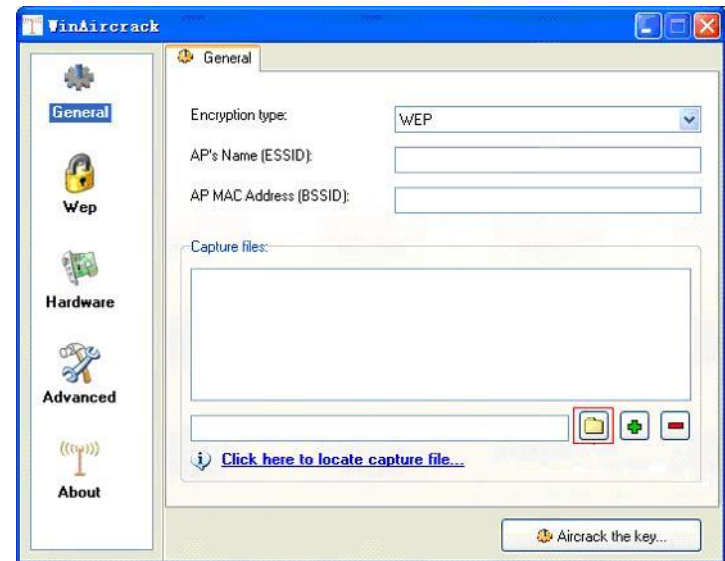 WinAircrack
General
Wep
Hardware
Advanced
About
General
Encryption type:
WEP
AP's Name (ESSID):
AP MAC Address (BSSID):
Capture files:
Click here to locate capture file...
Aircrack the key...